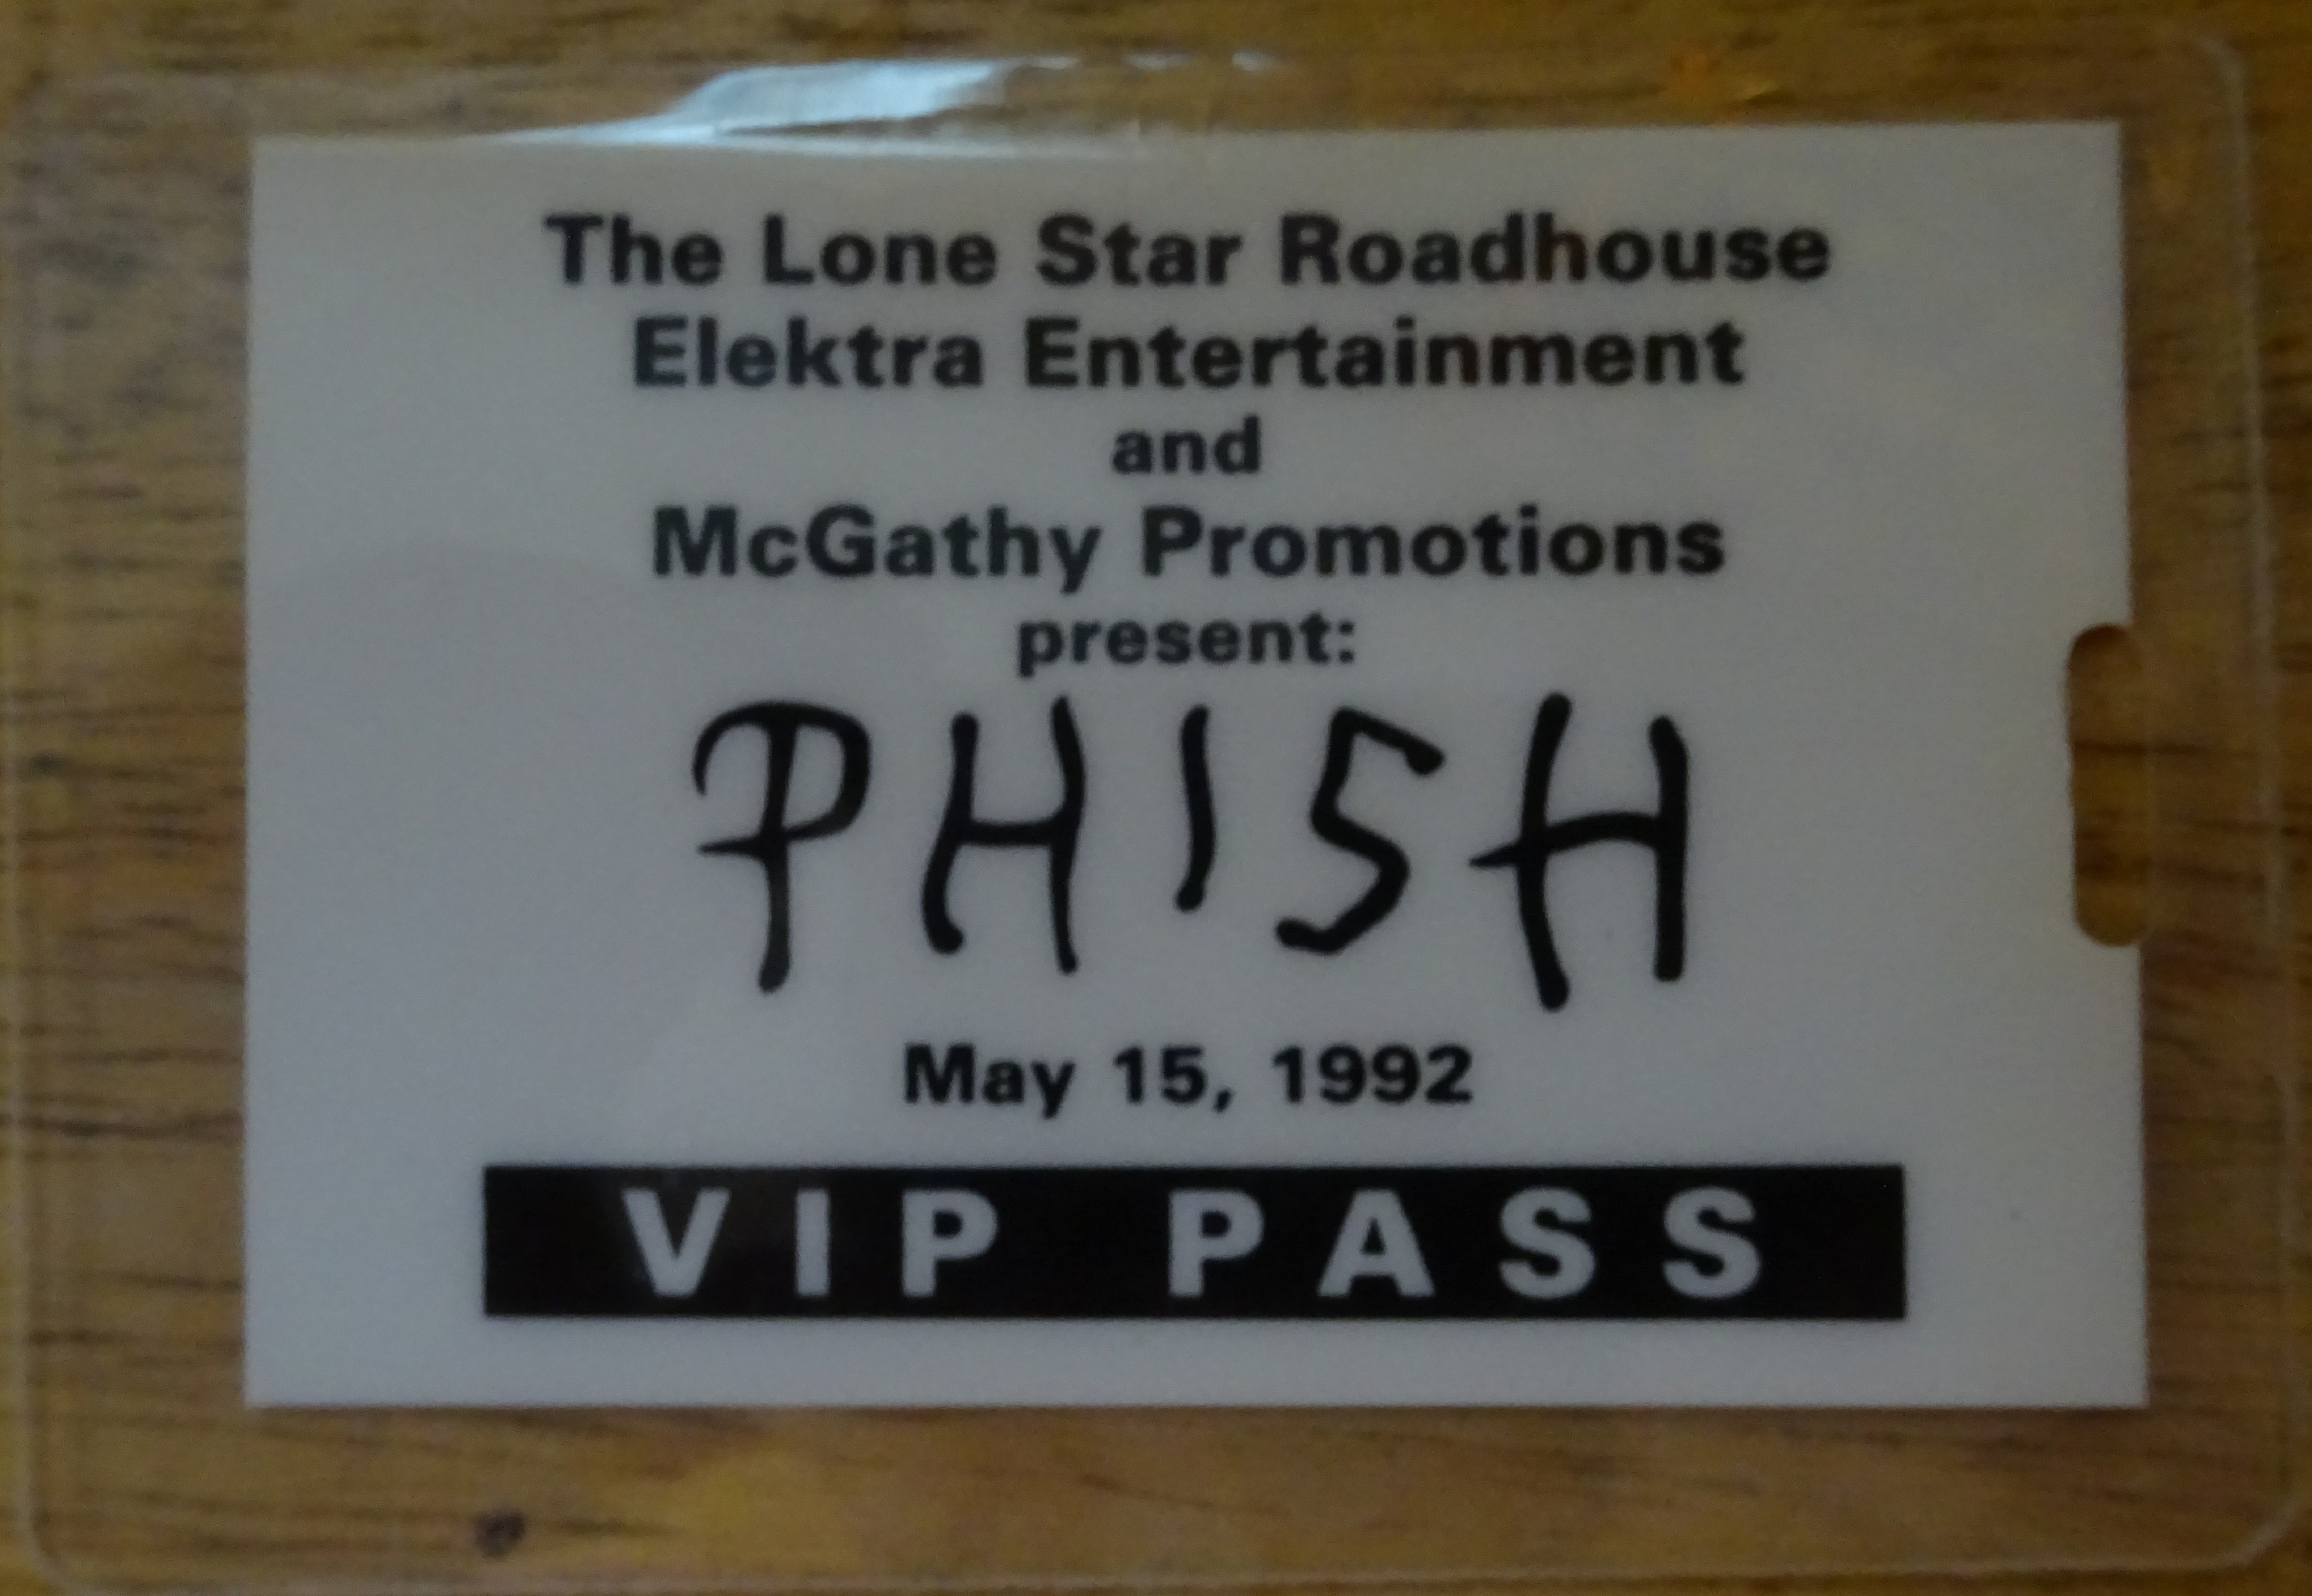 The Lone Star Roadhouse
Elektra Entertainment
and
McGathy Promotions
present:
PHISH
May 15, 1992
VIP PASS